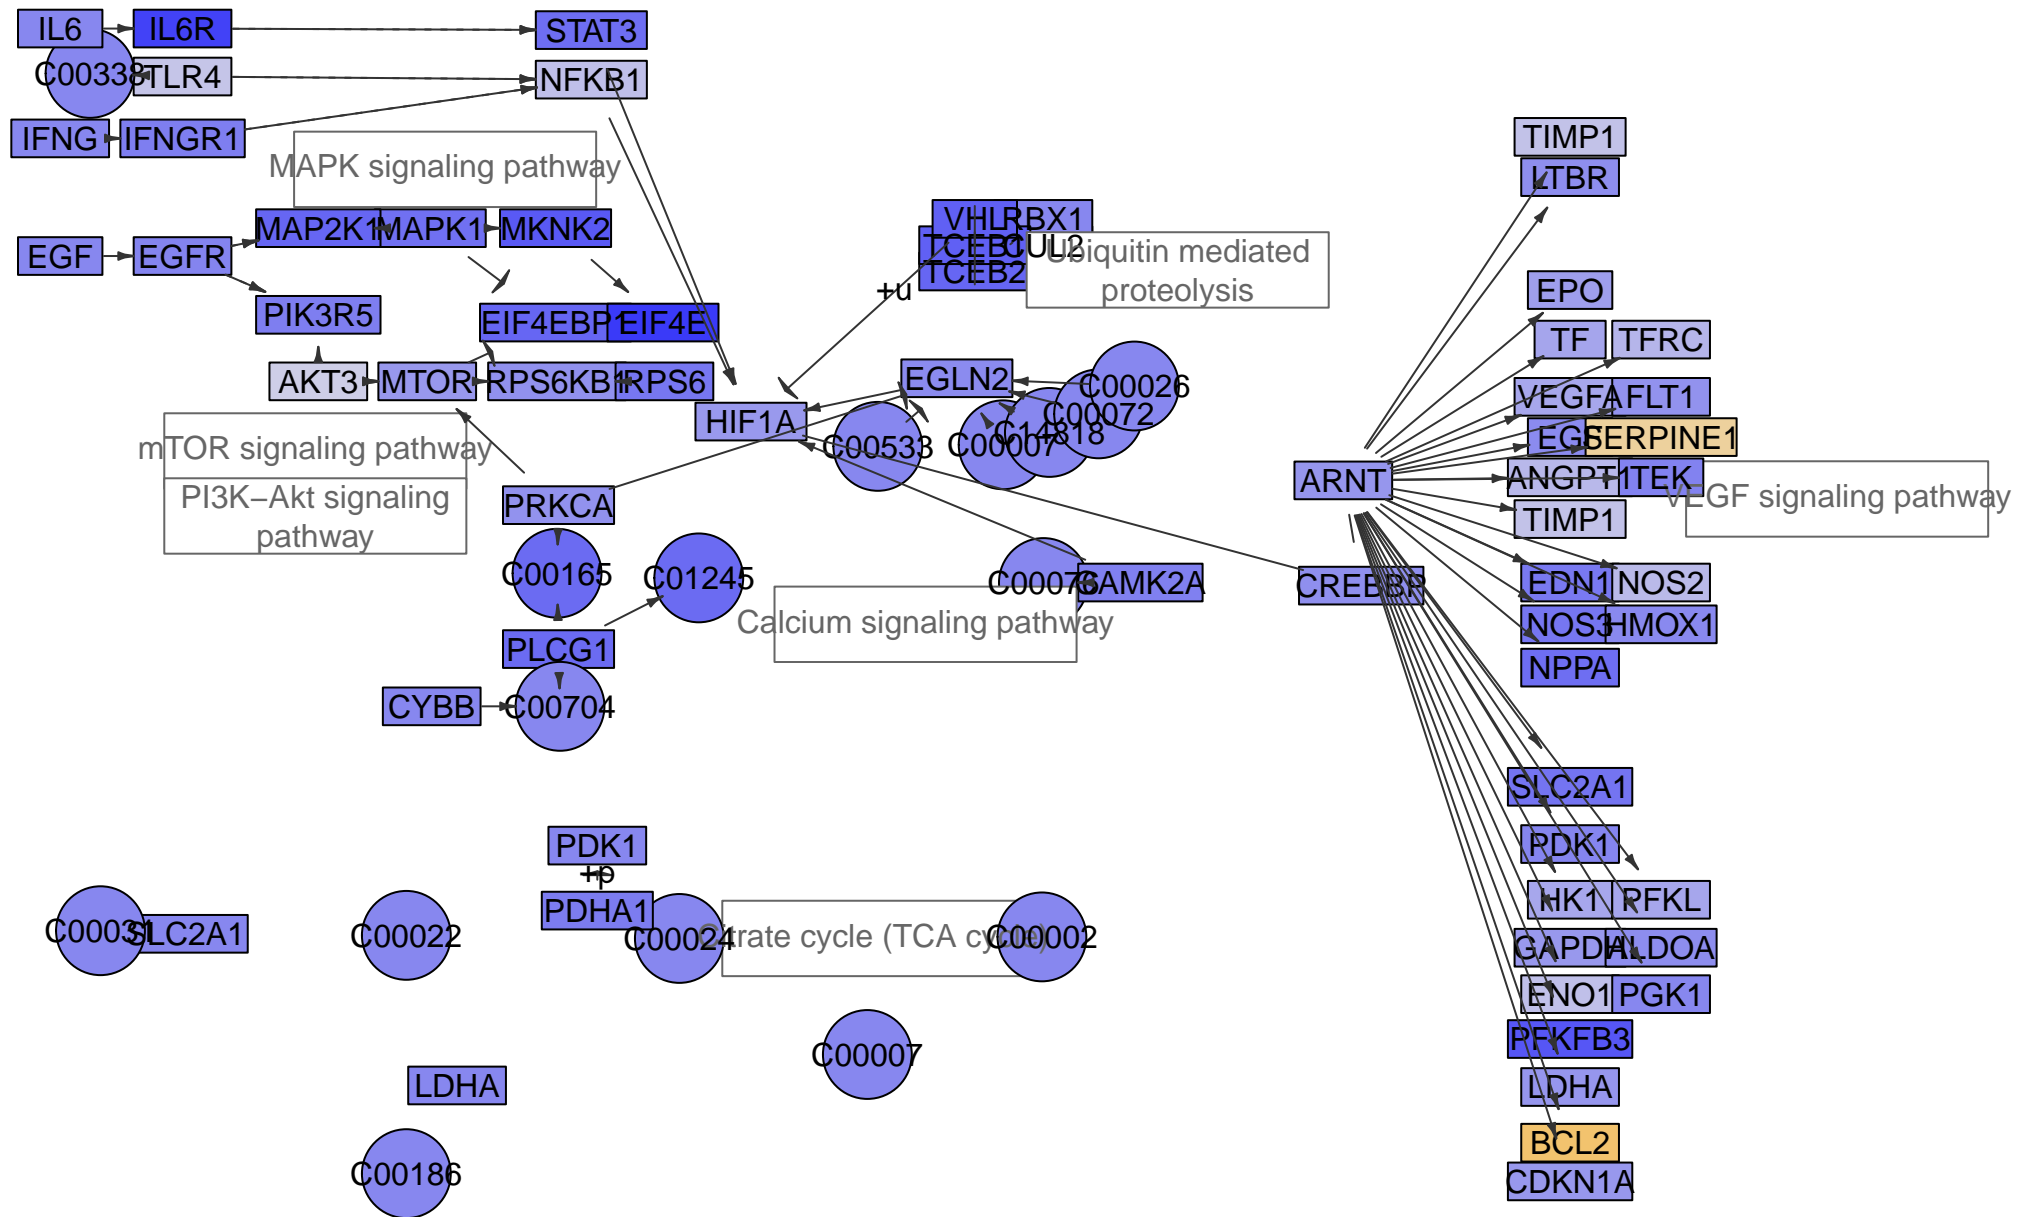 IL6
IL6R
STAT3
C00338
TLR4
NFKB1
IFNG
IFNGR1
MAPK signaling pathway
TIMP1
LTBR
MAP2K1
MAPK1
MKNK2
VHL
RBX1
TCEB1
CUL2
TCEB2
Ubiquitin mediated
proteolysis
EGF
EGFR
+u
EPO
PIK3R5
EIF4EBP1
EIF4E
TF
TFRC
AKT3
MTOR
RPS6KB1
RPS6
EGLN2
C00026
C00072
C14818
C00007
C00533
HIF1A
VEGFA
FLT1
EGF
SERPINE1
mTOR signaling pathway
PI3K−Akt signaling
pathway
ARNT
ANGPT1
TEK
VEGF signaling pathway
PRKCA
TIMP1
C00165
C01245
C00076
CAMK2A
CREBBP
EDN1
NOS2
Calcium signaling pathway
NOS3
HMOX1
PLCG1
NPPA
CYBB
C00704
SLC2A1
PDK1
+p
PDK1
PDHA1
HK1
PFKL
C00031
SLC2A1
C00022
C00024
Citrate cycle (TCA cycle)
C00002
GAPDH
ALDOA
ENO1
PGK1
C00007
PFKFB3
LDHA
LDHA
BCL2
C00186
CDKN1A